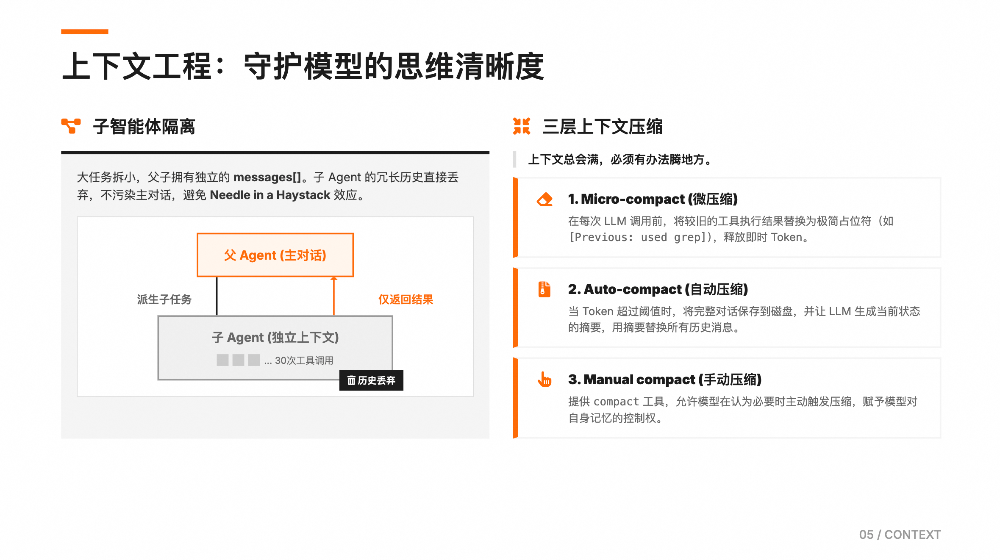 上下文工程：守护模型的思维清晰度
子智能体隔离
大任务拆小，父子拥有独立的 messages[]。子 Agent 的冗长历史直接丢
弃，不污染主对话，避免 Needle in a Haystack 效应。
父 Agent (主对话)
派生子任务
仅返回结果
子 Agent (独立上下文)
... 30次工具调用
历史丢弃
三层上下文压缩
上下文总会满，必须有办法腾地方。
1. Micro-compact (微压缩)
在每次 LLM 调用前，将较旧的工具执行结果替换为极简占位符（如
[Previous: used grep]），释放即时 Token。
2. Auto-compact (自动压缩)
当 Token 超过阈值时，将完整对话保存到磁盘，并让 LLM 生成当前状态
的摘要，用摘要替换所有历史消息。
3. Manual compact (手动压缩)
提供 compact 工具，允许模型在认为必要时主动触发压缩，赋予模型对
自身记忆的控制权。
05 / CONTEXT